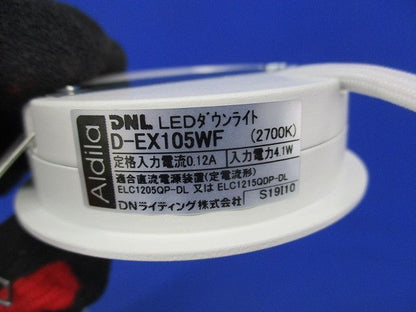 Aldila
DNL LEDダウンライト
D-EX105WF (2700K)
定格入力電流0.12A 入力電力4.1W
適合直流電源装置(定電流形)
ELC1205QP-DL 又は ELC1215QDP-DL
DNライティング株式会社 S19I10